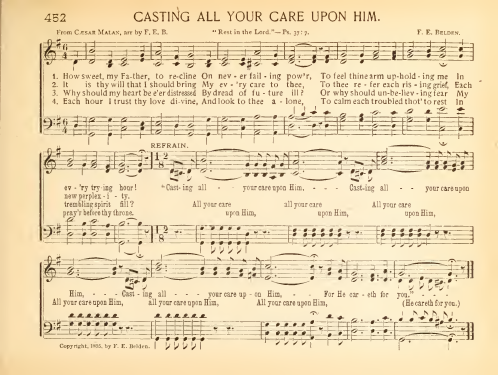 452
CASTING ALL YOUR CARE UPON HIM.
From CÆSAR MALAN, arr by F. E. B. "Rest in the Lord."—Ps. 37:7. F. E. BELDEN.
1. How sweet, my Fa-ther, to re-cline On nev-er fail-ing pow'r, To feel thine arm up-hold-ing me In
2. It is thy will that I should bring My ev-'ry care to thee, To thee re-fer each ris-ing grief, Each
3. Why should my heart be e'er distressed By dread of fu-ture ill? Or why should un-be-liev-ing fear My
4. Each hour I trust thy love di-vine, And look to thee a-lone, To calm each troubled tho't to rest In
REFRAIN.
ev-'ry try-ing hour! "Cast-ing all your care upon Him, Cast-ing all your care upon
new perplex-i-ty.
trembling spirit fill? All your care All your care All your care
pray'r before thy throne. upon Him, upon Him, upon Him,
Him, Cast-ing all your care up-on Him, For He car-eth for you."
All your care upon Him, all your care upon Him, All your care upon Him, (He careth for you.)
Copyright, 1895, by F. E. Belden.